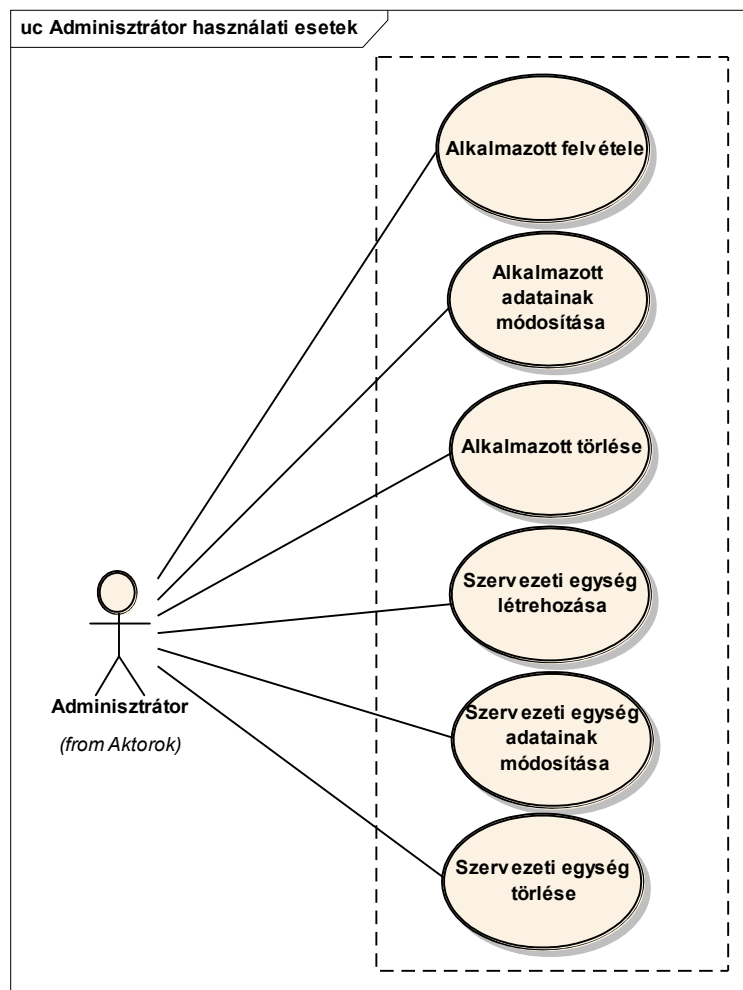 uc Adminisztrátor használati esetek
Alkalmazott felvétele
Alkalmazott
adatainak
módosítása
Alkalmazott törlése
Szervezeti egység
létrehozása
Adminisztrátor
(from Aktorok)
Szervezeti egység
adatainak
módosítása
Szervezeti egység
törlése